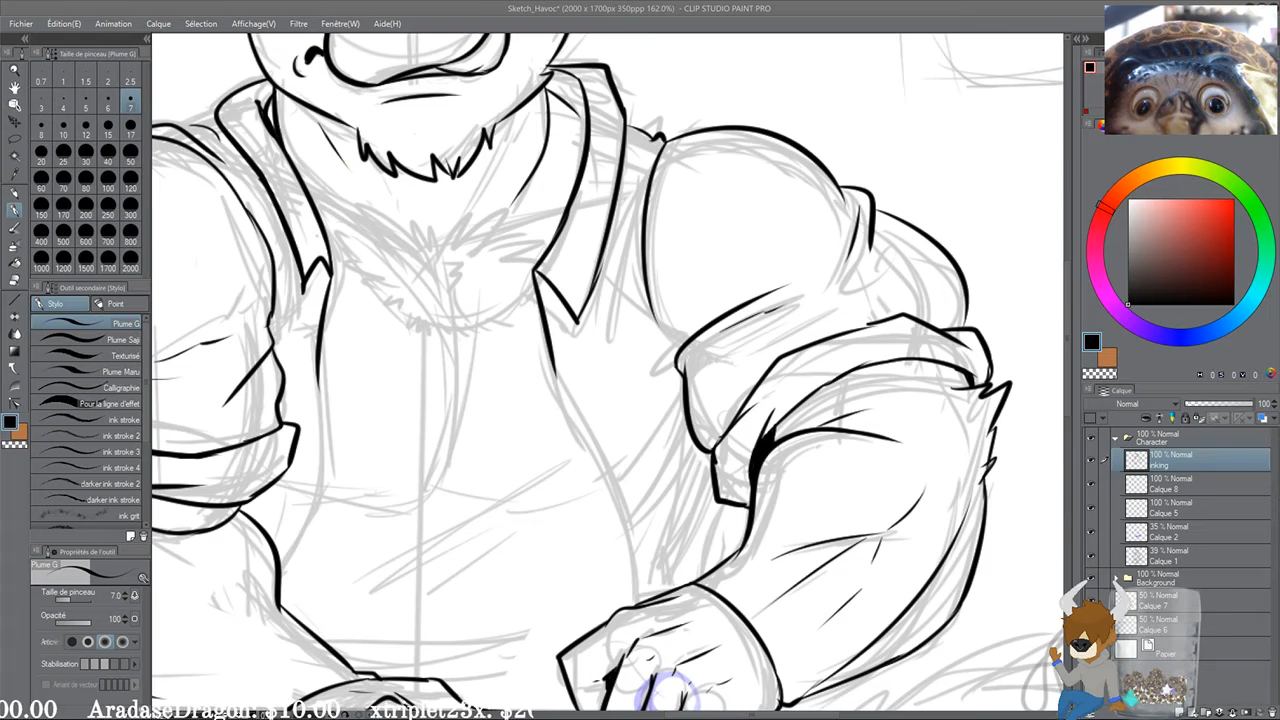 Sketch_Havoc* (2000 x 1700px 350ppp 162.0%) - CLIP STUDIO PAINT PRO
Fichier Édition(E) Animation Calque Sélection Affichage(V) Filtre Fenêtre(W) Aide(H)
Taille de pinceau [Plume G]
0.7 1 1.5 2 2.5
3 4 5 6 7
8 10 12 15 17
20 25 30 40 50
60 70 80 100 120
150 170 200 250 300
400 500 600 700 800
1000 1200 1500 1700 2000
Outil secondaire [Stylo]
Stylo Point
Plume G
Plume Saji
Texturisé
Plume Maru
Calligraphie
Pour la ligne d'effet
ink stroke
ink stroke 2
ink stroke 3
ink stroke 4
darker ink stroke 2
darker ink stroke
ink grit
Propriétés de l'outil
Plume G
Plume G
Taille de pinceau 7.0
Opacité 100
Stabilisation
H 0 S 0 V 0
Calque
Normal 100
100 % Normal
Character
100 % Normal
inking
100 % Normal
Calque 8
100 % Normal
Calque 5
35 % Normal
Calque 2
39 % Normal
Calque 1
100 % Normal
Background
50 % Normal
Calque 7
50 % Normal
Calque 6
Papier
00.00 AradaseDragon: $10.00